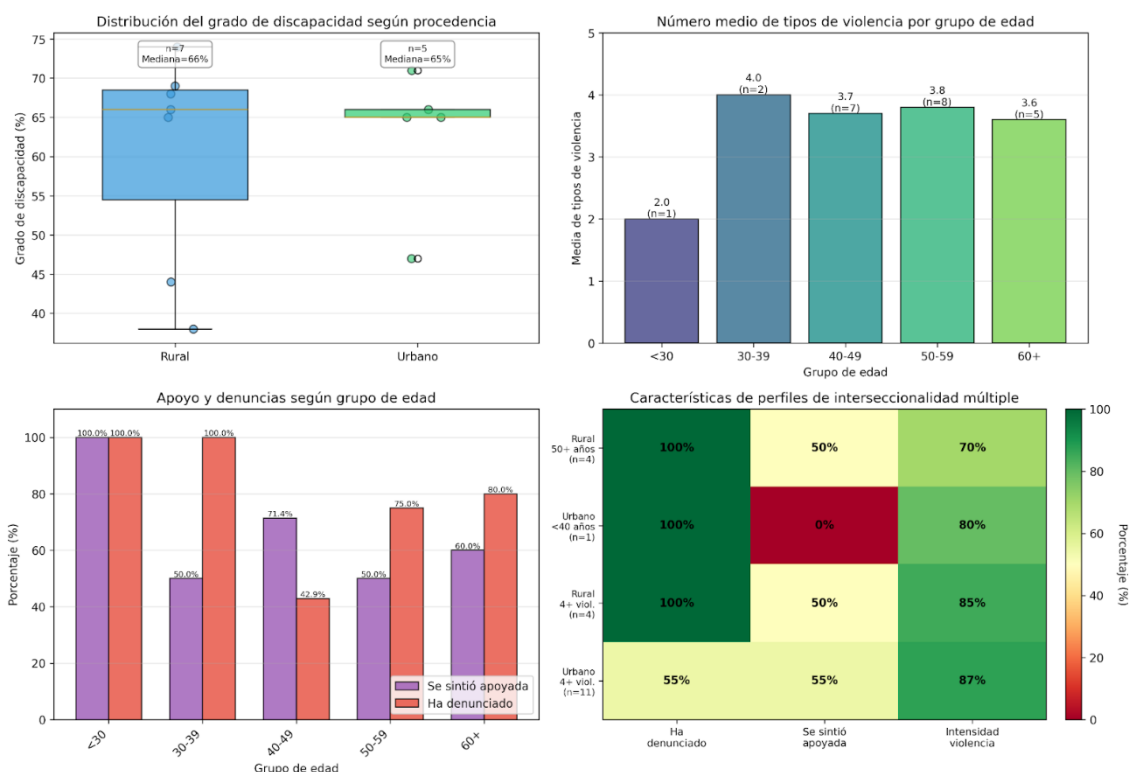 Distribución del grado de discapacidad según procedencia
n=7
Mediana=66%
n=5
Mediana=65%
75
70
65
60
55
50
45
40
Grado de discapacidad (%)
Rural
Urbano
Número medio de tipos de violencia por grupo de edad
5
4
3
2
1
0
Media de tipos de violencia
2.0
(n=1)
4.0
(n=2)
3.7
(n=7)
3.8
(n=8)
3.6
(n=5)
<30
30-39
40-49
50-59
60+
Grupo de edad
Apoyo y denuncias según grupo de edad
100
80
60
40
20
0
Porcentaje (%)
100.0%
100.0%
50.0%
100.0%
71.4%
42.9%
50.0%
75.0%
60.0%
80.0%
Se sintió apoyada
Ha denunciado
<30
30-39
40-49
50-59
60+
Grupo de edad
Características de perfiles de interseccionalidad múltiple
Rural
50+ años
(n=4)
100%
50%
70%
Urbano
<40 años
(n=1)
100%
0%
80%
Rural
4+ viol.
(n=4)
100%
50%
85%
Urbano
4+ viol.
(n=11)
55%
55%
87%
Ha
denunciado
Se sintió
apoyada
Intensidad
violencia
100
80
60
40
20
0
Porcentaje (%)